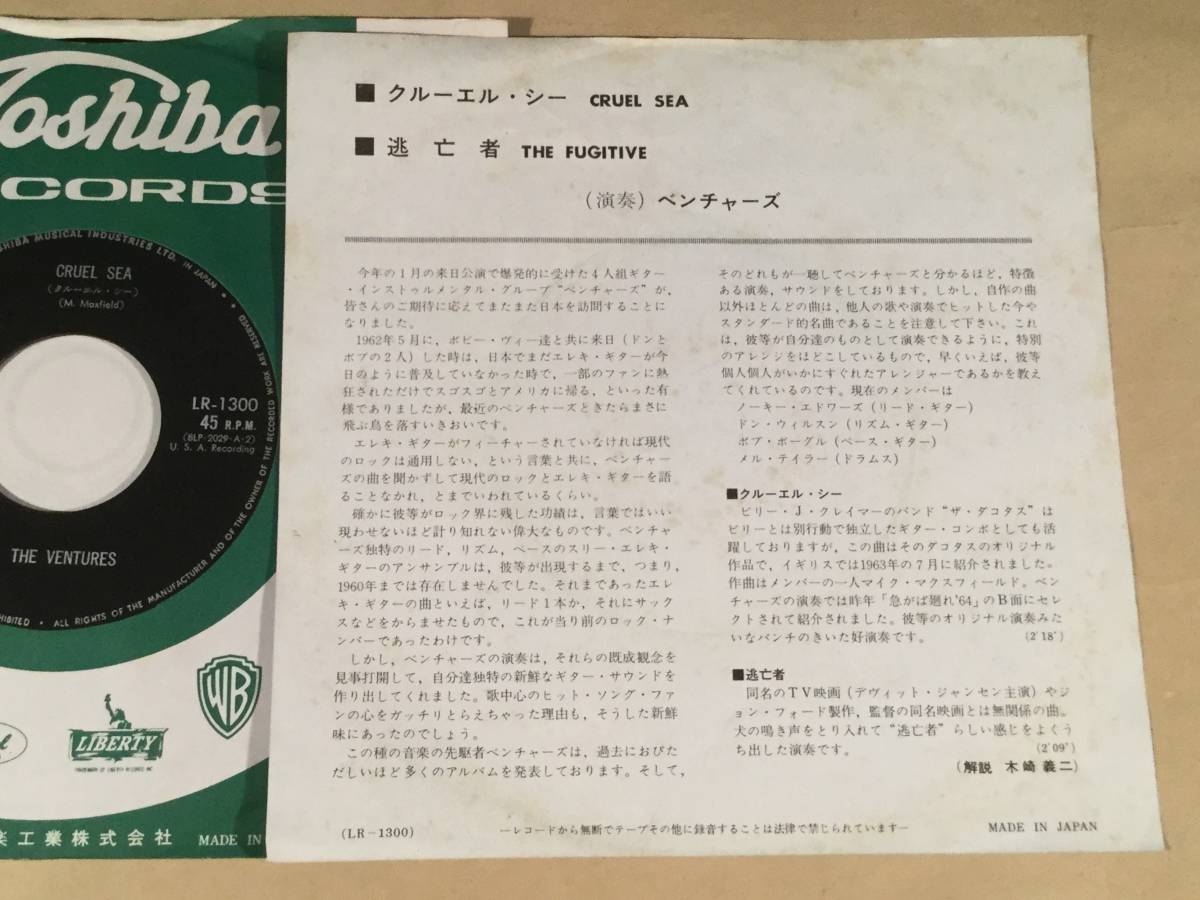 Toshiba
CORDS
SHIBA MUSICAL INDUSTRIES LTD. IN JAPAN
CRUEL SEA
(クルーエル・シー)
(M. Maxfield)
LR-1300
45 R.P.M.
(BLP-2029-A-2)
U. S. A. Recording
THE VENTURES
HIBITED • ALL RIGHTS OF THE MANUFACTURER AND OF THE OWNER OF THE RECORDED WORK ARE RESERVED
WB
LIBERTY
楽工業株式会社 MADE IN
■ クルーエル・シー CRUEL SEA
■ 逃亡者 THE FUGITIVE
(演奏) ベンチャーズ
今年の1月の来日公演で爆発的に受けた4人組ギター
・インストゥルメンタル・グループ“ベンチャーズ”が,
皆さんのご期待に応えてまたまた日本を訪問することに
なりました。
1962年5月に, ボビー・ヴィー達と共に来日(ドンと
ボブの2人)した時は, 日本でまだエレキ・ギターが今
日のように普及していなかった時で, 一部のファンに熱
狂されただけでスゴスゴとアメリカに帰る, といった有
様でありましたが, 最近のベンチャーズときたらまさに
飛ぶ鳥を落すいきおいです。
エレキ・ギターがフィーチャーされていなければ現代
のロックは通用しない, という言葉と共に, ベンチャー
ズの曲を聞かずして現代のロックとエレキ・ギターを語
ることなかれ, とまでいわれているくらい。
確かに彼等がロック界に残した功績は, 言葉ではいい
現わせないほど計り知れない偉大なものです。ベンチャ
ーズ独特のリード, リズム, ベースのスリー・エレキ・
ギターのアンサンブルは, 彼等が出現するまで, つまり,
1960年までは存在しませんでした。それまであったエレ
キ・ギターの曲といえば, リード1本か, それにサック
スなどをからませたもので, これが当り前のロック・ナ
ンバーであったわけです。
しかし, ベンチャーズの演奏は, それらの既成観念を
見事打開して, 自分達独特の新鮮なギター・サウンドを
作り出してくれました。歌中心のヒット・ソング・ファ
ンの心をガッチリとらえちゃった理由も, そうした新鮮
味にあったのでしょう。
この種の音楽の先駆者ベンチャーズは, 過去におびた
だしいほど多くのアルバムを発表しております。そして,
そのどれもが一聴してベンチャーズと分かるほど, 特徴
ある演奏, サウンドをしております。しかし, 自作の曲
以外ほとんどの曲は, 他人の歌や演奏でヒットした今や
スタンダード的名曲であることを注意して下さい。これ
は, 彼等が自分達のものとして演奏できるように, 特別
のアレンジをほどこしているもので, 早くいえば, 彼等
個人個人がいかにすぐれたアレンジャーであるかを教え
てくれているのです。現在のメンバーは
ノーキー・エドワーズ(リード・ギター)
ドン・ウィルスン(リズム・ギター)
ボブ・ボーグル(ベース・ギター)
メル・テイラー(ドラムス)
■クルーエル・シー
ビリー・J・クレイマーのバンド“ザ・ダコタス”は
ビリーとは別行動で独立したギター・コンボとしても活
躍しておりますが, この曲はそのダコタスのオリジナル
作品で, イギリスでは1963年の7月に紹介されました。
作曲はメンバーの一人マイク・マクスフィールド。ベン
チャーズの演奏では昨年「急がば廻れ'64」のB面にセレ
クトされて紹介されました。彼等のオリジナル演奏みた
いなパンチのきいた好演奏です。 (2'18")
■逃亡者
同名のTV映画(デヴィット・ジャンセン主演)やジ
ョン・フォード製作, 監督の同名映画とは無関係の曲。
犬の鳴き声をとり入れて“逃亡者”らしい感じをよくう
ち出した演奏です。 (2'09")
(解説 木崎義二)
(LR-1300)
—レコードから無断でテープその他に録音することは法律で禁じられています—
MADE IN JAPAN